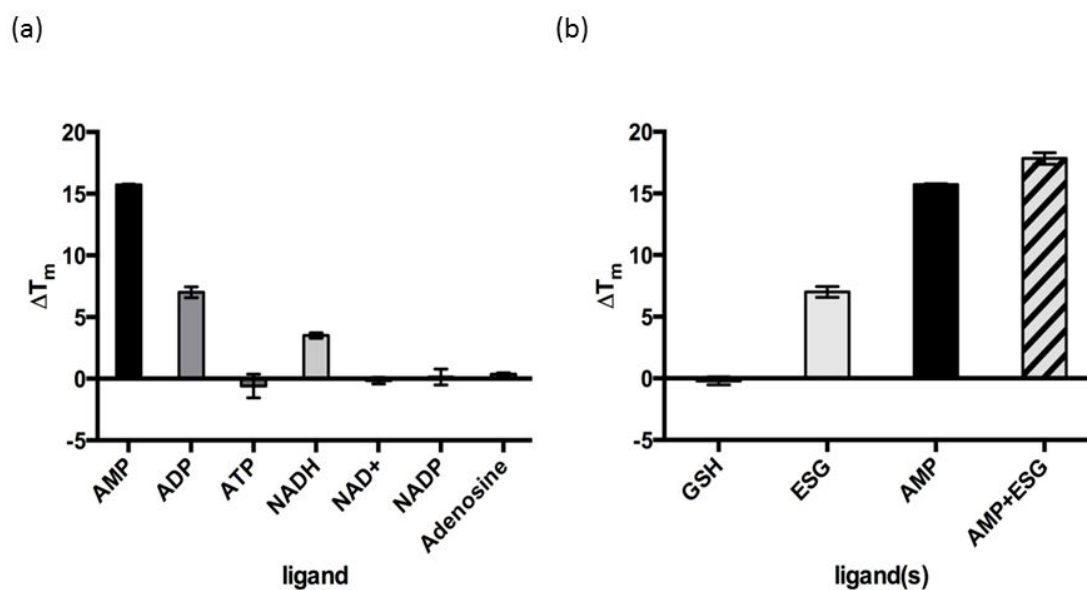 (a)
20
15
10
5
0
-5
ΔTm
AMP
ADP
ATP
NADH
NAD+
NADP
Adenosine
ligand
(b)
20
15
10
5
0
-5
ΔTm
GSH
ESG
AMP
AMP+ESG
ligand(s)